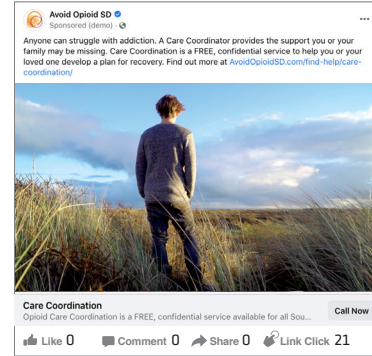 Avoid Opioid SD
Sponsored (demo) ·
Anyone can struggle with addiction. A Care Coordinator provides the support you or your
family may be missing. Care Coordination is a FREE, confidential service to help you or your
loved one develop a plan for recovery. Find out more at AvoidOpioidSD.com/find-help/care-
coordination/
Care Coordination
Opioid Care Coordination is a FREE, confidential service available for all Sou...
Call Now
Like 0 Comment 0 Share 0 Link Click 21